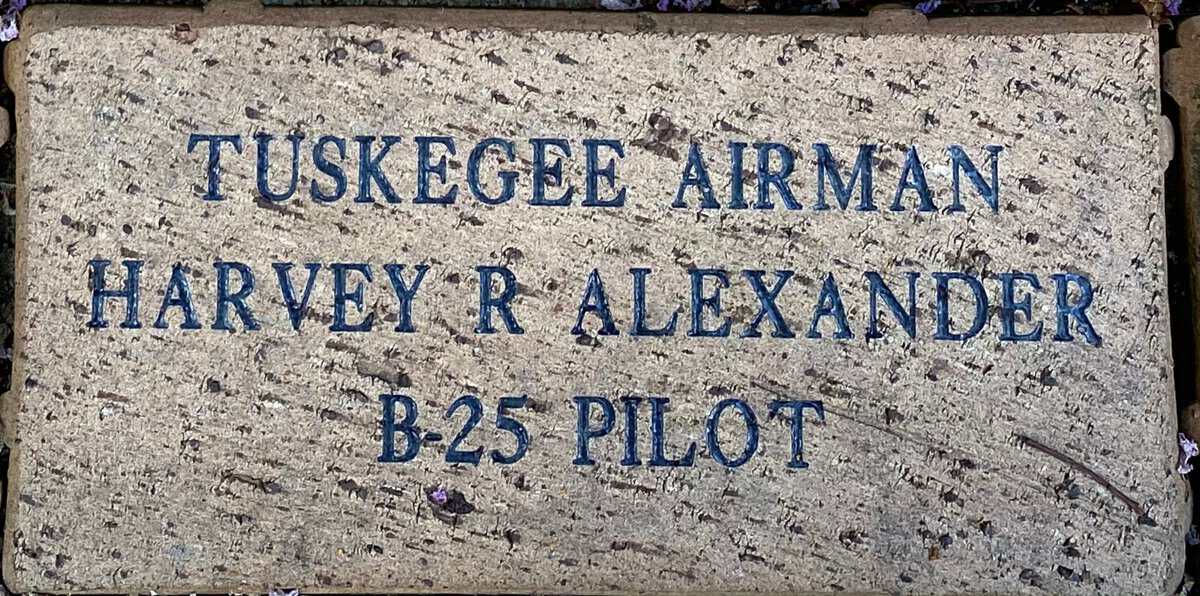 TUSKEGEE AIRMAN
HARVEY R ALEXANDER
B-25 PILOT